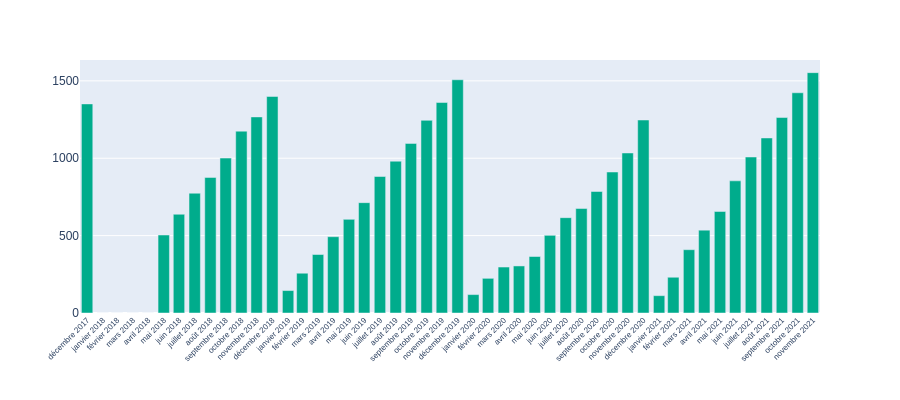 1500
1000
500
0
décembre 2017
janvier 2018
février 2018
mars 2018
avril 2018
mai 2018
juin 2018
juillet 2018
août 2018
septembre 2018
octobre 2018
novembre 2018
décembre 2018
janvier 2019
février 2019
mars 2019
avril 2019
mai 2019
juin 2019
juillet 2019
août 2019
septembre 2019
octobre 2019
novembre 2019
décembre 2019
janvier 2020
février 2020
mars 2020
avril 2020
mai 2020
juin 2020
juillet 2020
août 2020
septembre 2020
octobre 2020
novembre 2020
décembre 2020
janvier 2021
février 2021
mars 2021
avril 2021
mai 2021
juin 2021
juillet 2021
août 2021
septembre 2021
octobre 2021
novembre 2021